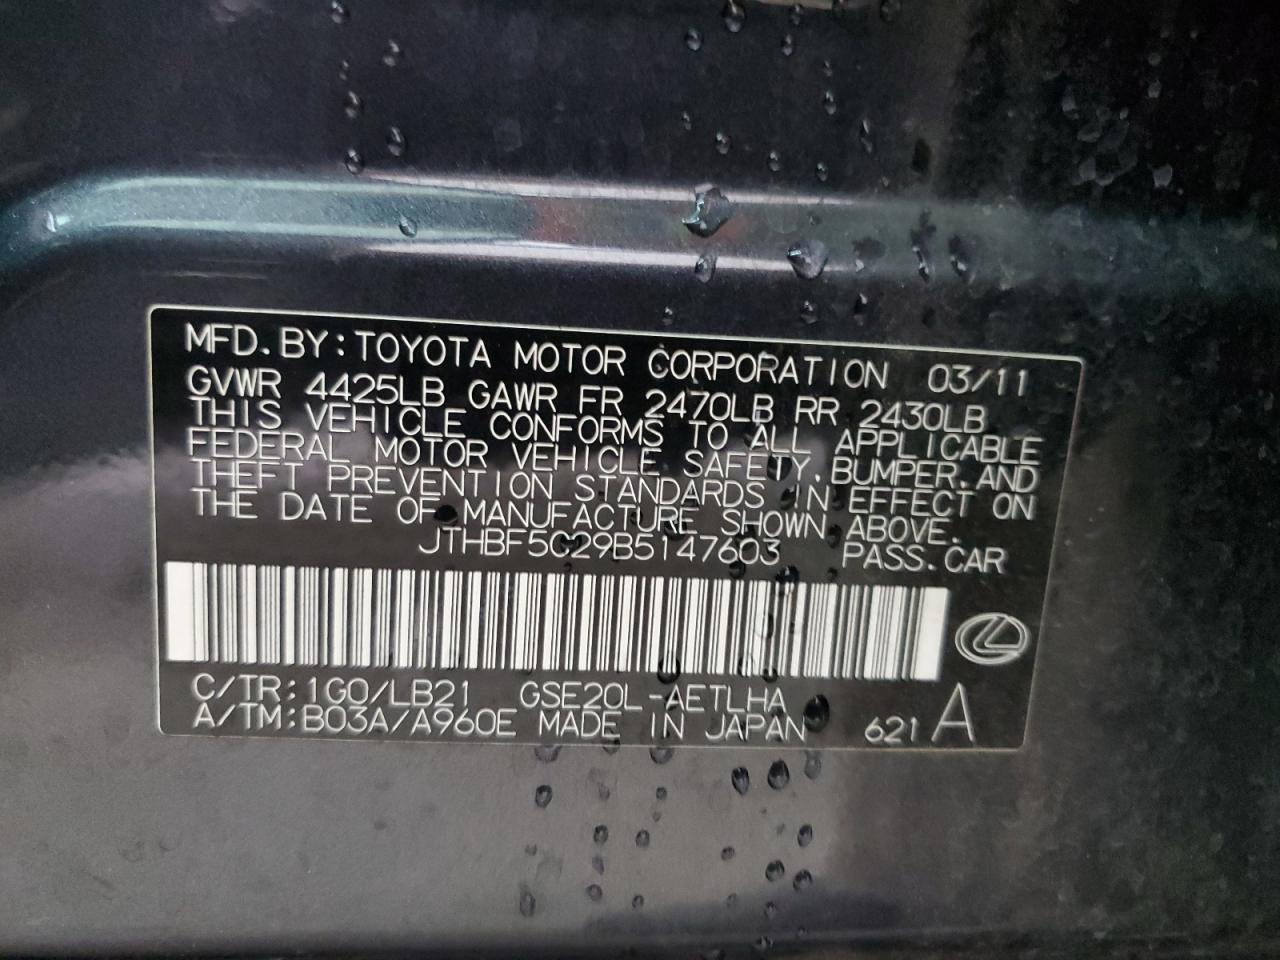 MFD.BY:TOYOTA MOTOR CORPORATION 03/11
GVWR 4425LB GAWR FR 2470LB RR 2430LB
THIS VEHICLE CONFORMS TO ALL APPLICABLE
FEDERAL MOTOR VEHICLE SAFETY,BUMPER,AND
THEFT PREVENTION STANDARDS IN EFFECT ON
THE DATE OF MANUFACTURE SHOWN ABOVE.
JTHBF5C29B5147603 PASS.CAR
C/TR:1G0/LB21 GSE20L-AETLHA
A/TM:B03A/A960E MADE IN JAPAN 621 A